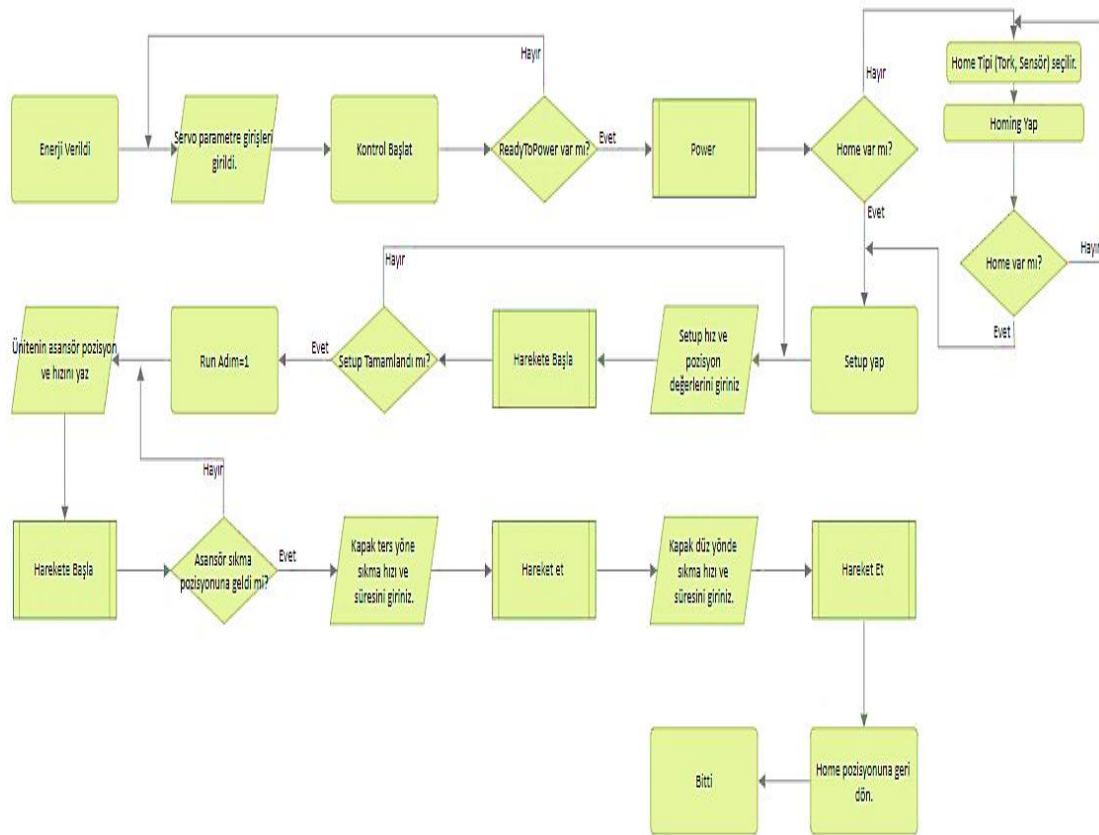 Hayır
Hayır
Home Tipi (Tork, Sensör) seçilir.
Enerji Verildi
Servo parametre girişleri
girildi.
Kontrol Başlat
ReadyToPower var mı?
Evet
Power
Home var mı?
Homing Yap
Evet
Home var mı?
Hayır
Evet
Hayır
Setup yap
Setup hız ve
pozisyon
değerlerini giriniz
Harekete Başla
Setup Tamamlandı mı?
Evet
Run Adım=1
Ünitenin asansör pozisyon
ve hızını yaz
Hayır
Harekete Başla
Asansör sıkma
pozisyonuna geldi mi?
Evet
Kapak ters yöne
sıkma hızı ve
süresini giriniz.
Hareket et
Kapak düz yönde
sıkma hızı ve
süresini giriniz.
Hareket Et
Home pozisyonuna geri
dön.
Bitti